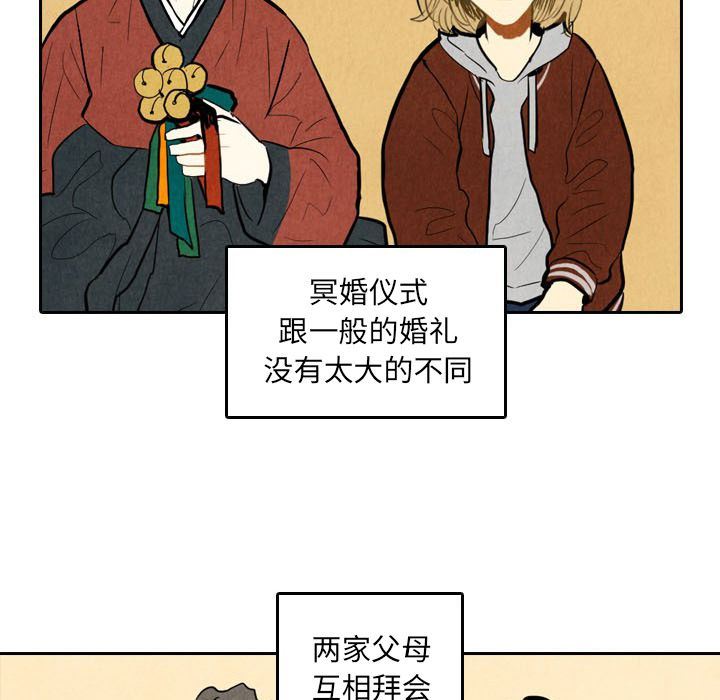 冥婚仪式
跟一般的婚礼
没有太大的不同
两家父母
互相拜会